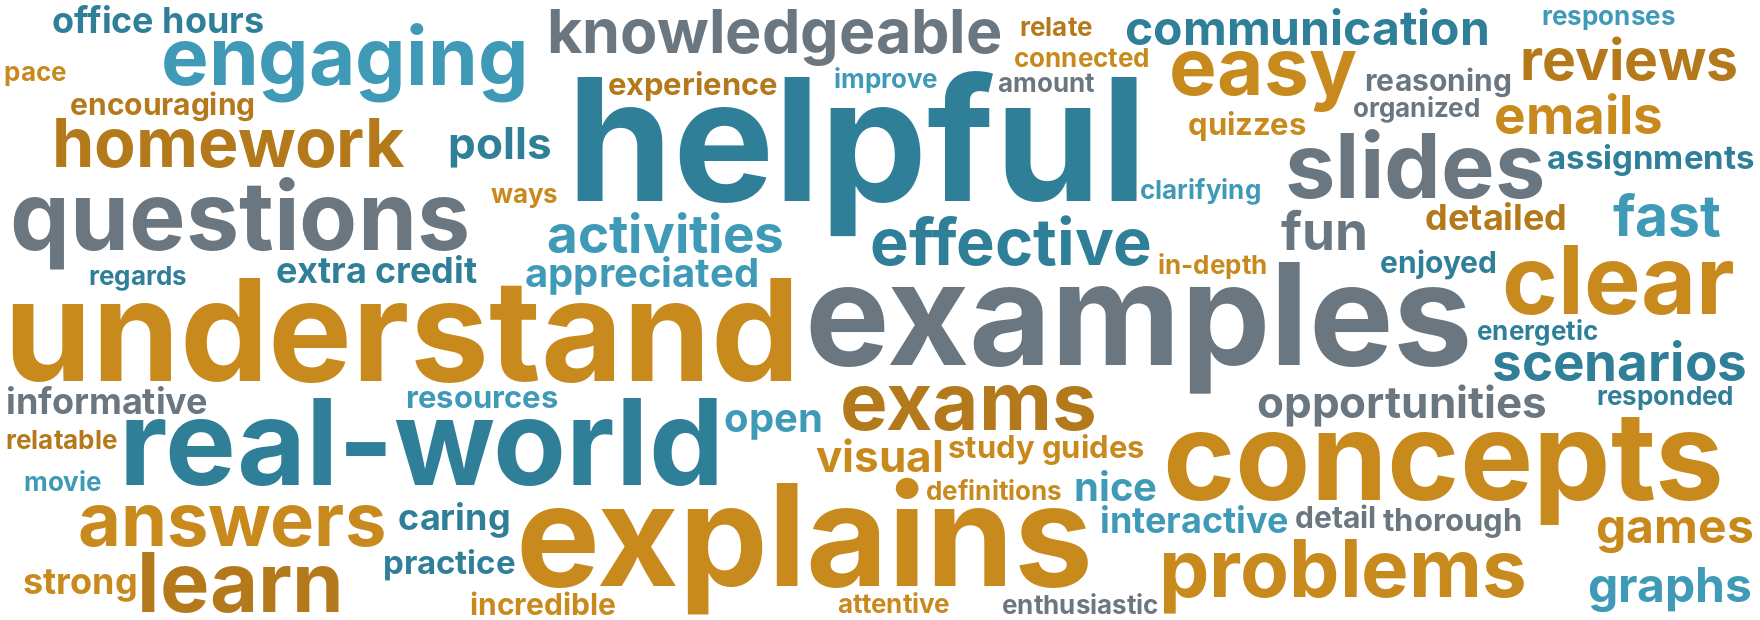 office hours
engaging
knowledgeable
relate
communication
responses
pace
connected
easy
reviews
encouraging
experience
improve
amount
reasoning
organized
homework
polls
helpful
quizzes
emails
slides
assignments
questions
ways
clarifying
activities
effective
fun
detailed
fast
regards
extra credit
appreciated
in-depth
enjoyed
clear
understand
examples
energetic
scenarios
informative
resources
exams
opportunities
responded
relatable
real-world
open
visual
study guides
concepts
movie
definitions
nice
answers
caring
explains
interactive
detail
thorough
games
strong
learn
practice
problems
graphs
incredible
attentive
enthusiastic